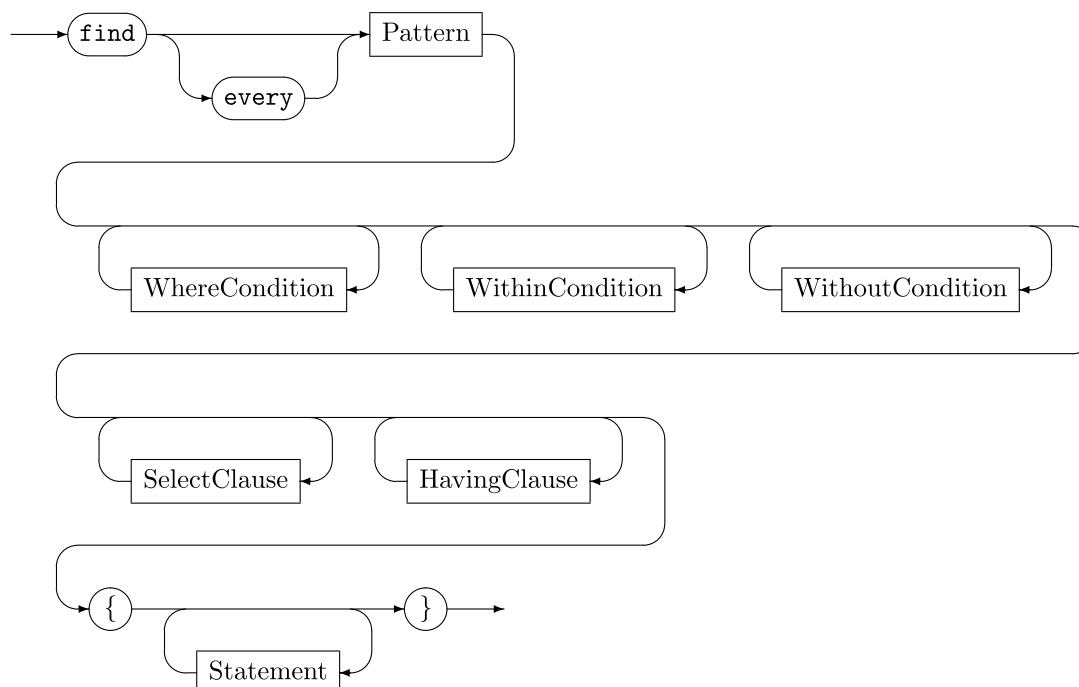 find Pattern
every
WhereCondition WithinCondition WithoutCondition
SelectClause HavingClause
{ }
Statement